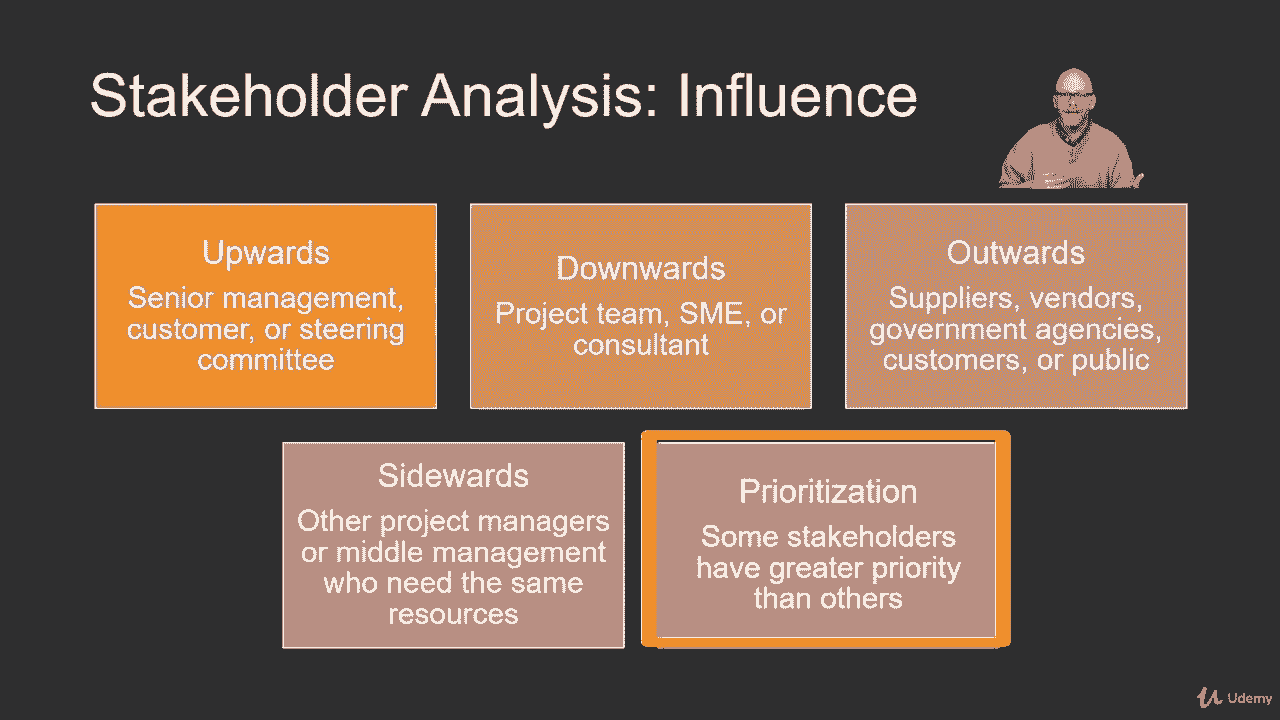 Stakeholder Analysis: Influence
Upwards
Senior management,
customer, or steering
committee
Downwards
Project team, SME, or
consultant
Outwards
Suppliers, vendors,
government agencies,
customers, or public
Sidewards
Other project managers
or middle management
who need the same
resources
Prioritization
Some stakeholders
have greater priority
than others
Udemy